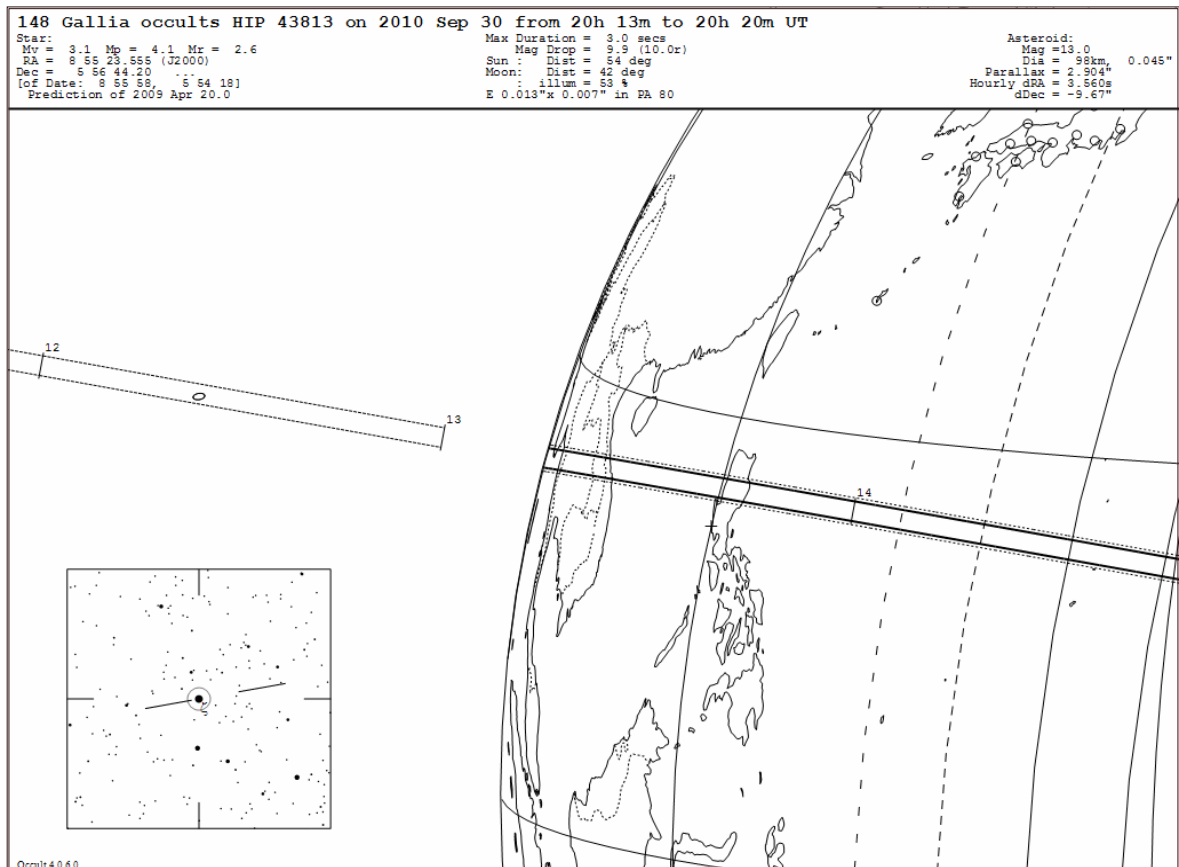 148 Gallia occults HIP 43813 on 2010 Sep 30 from 20h 13m to 20h 20m UT
Star:
Mv = 3.1 Mp = 4.1 Mr = 2.6
RA = 8 55 23.555 (J2000)
Dec = 5 56 44.20 ...
[of Date: 8 55 58, 5 54 18]
Prediction of 2009 Apr 20.0
Max Duration = 3.0 secs
Mag Drop = 9.9 (10.0r)
Sun : Dist = 54 deg
Moon: Dist = 42 deg
: illum = 53 %
E 0.013"x 0.007" in PA 80
Asteroid:
Mag =13.0
Dia = 98km, 0.045"
Parallax = 2.904"
Hourly dRA = 3.560s
dDec = -9.67"
12
13
14
Occult 4.0.6.0